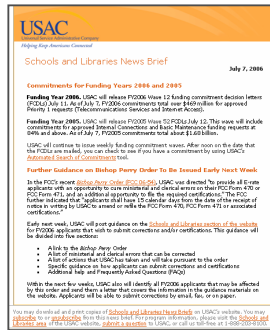 USAC
Universal Service Administrative Company
Helping Keep Americans Connected
Schools and Libraries News Brief
July 7, 2006
Commitments for Funding Years 2006 and 2005
Funding Year 2006. USAC will release FY2006 Wave 12 funding commitment decision letters
(FCDLs) July 11. As of July 7, FY2006 commitments total over $469 million for approved
Priority 1 requests (Telecommunications Services and Internet Access).
Funding Year 2005. USAC will release FY2005 Wave 52 FCDLs July 12. This wave will include
commitments for approved Internal Connections and Basic Maintenance funding requests at
84% and above. As of July 7, FY2005 commitments total about $1.68 billion.
USAC will continue to issue weekly funding commitment waves. After noon on the date that
the FCDLs are mailed, you can check to see if you have a commitment by using USAC's
Automated Search of Commitments tool.
Further Guidance on Bishop Perry Order To Be Issued Early Next Week
In the FCC's recent Bishop Perry Order (FCC 06-54), USAC was directed "to provide all E-rate
applicants with an opportunity to cure ministerial and clerical errors on their FCC Form 470 or
FCC Form 471, and an additional opportunity to file the required certifications." The FCC
further indicated that "applicants shall have 15 calendar days from the date of the receipt of
notice in writing by USAC to amend or refile the FCC Form 470, FCC Form 471 or associated
certifications."
Early next week, USAC will post guidance on the Schools and Libraries section of the website
for FY2006 applicants that wish to submit corrections and/or certifications. This guidance will
be divided into five sections:
• A link to the Bishop Perry Order
• A list of ministerial and clerical errors that can be corrected
• A list of actions that USAC has taken and will take pursuant to the order
• Specific guidance on how applicants can submit corrections and certifications
• Additional help and Frequently Asked Questions (FAQs)
Within the next few weeks, USAC also will identify all FY2006 applicants that may be affected
by this order and send them a letter that covers the information in the guidance materials on
the website. Applicants will be able to submit corrections by email, fax, or on paper.
You may download and print copies of Schools and Libraries News Briefs on USAC's website. You may
subscribe to or unsubscribe from this news brief. For program information, please visit the Schools and
Libraries area of the USAC website, submit a question to USAC, or call us toll-free at 1-888-203-8100.